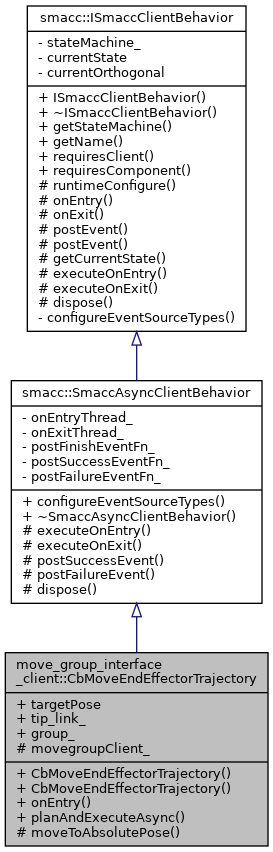 smacc::ISmaccClientBehavior
- stateMachine_
- currentState
- currentOrthogonal
+ ISmaccClientBehavior()
+ ~ISmaccClientBehavior()
+ getStateMachine()
+ getName()
+ requiresClient()
+ requiresComponent()
# runtimeConfigure()
# onEntry()
# onExit()
# postEvent()
# postEvent()
# getCurrentState()
# executeOnEntry()
# executeOnExit()
# dispose()
- configureEventSourceTypes()
smacc::SmaccAsyncClientBehavior
- onEntryThread_
- onExitThread_
- postFinishEventFn_
- postSuccessEventFn_
- postFailureEventFn_
+ configureEventSourceTypes()
+ ~SmaccAsyncClientBehavior()
# executeOnEntry()
# executeOnExit()
# postSuccessEvent()
# postFailureEvent()
# dispose()
move_group_interface
_client::CbMoveEndEffectorTrajectory
+ targetPose
+ tip_link_
+ group_
# movegroupClient_
+ CbMoveEndEffectorTrajectory()
+ CbMoveEndEffectorTrajectory()
+ onEntry()
+ planAndExecuteAsync()
# moveToAbsolutePose()